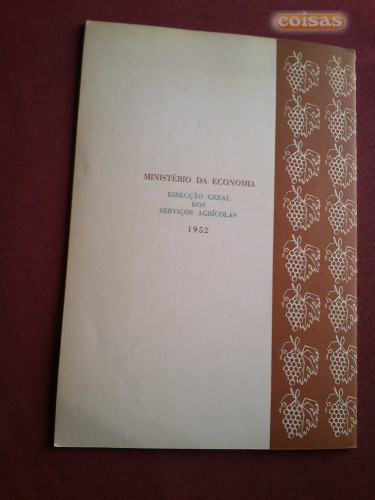 coisas
MINISTÉRIO DA ECONOMIA
DIRECÇÃO GERAL
DOS
SERVIÇOS AGRÍCOLAS
1952